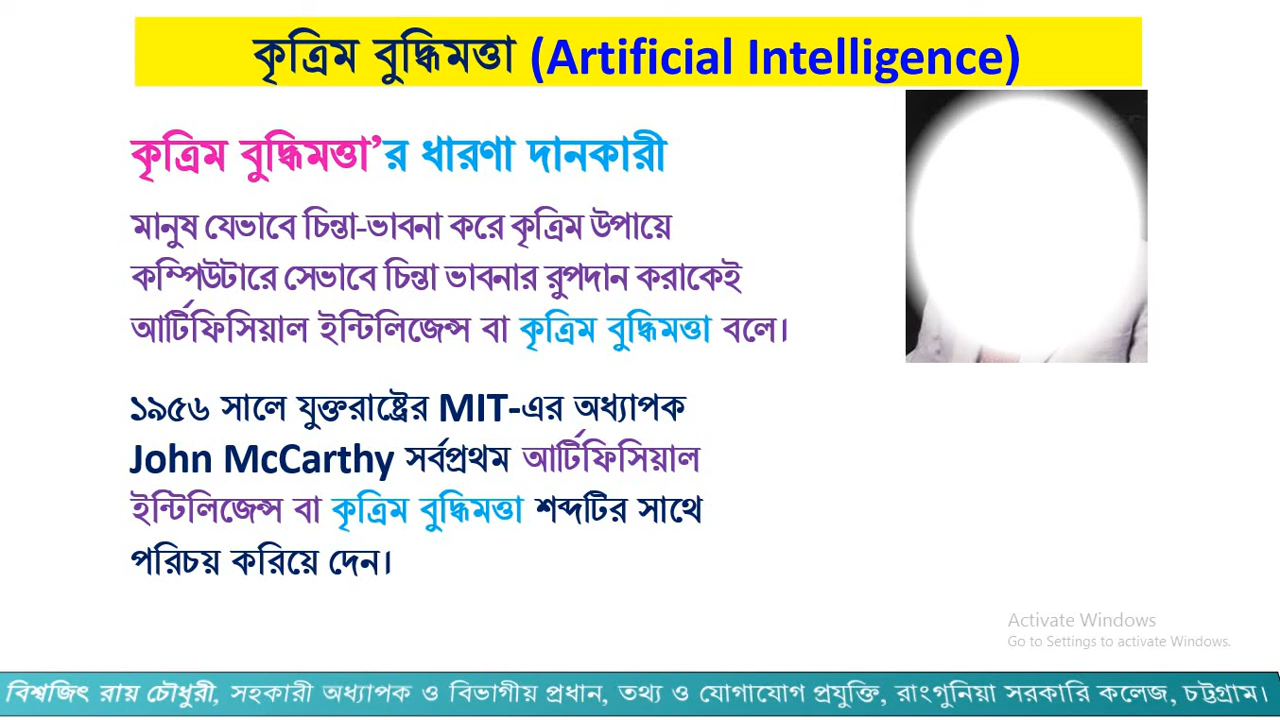 কৃত্রিম বুদ্ধিমত্তা (Artificial Intelligence)
কৃত্রিম বুদ্ধিমত্তা’র ধারণা দানকারী
মানুষ যেভাবে চিন্তা-ভাবনা করে কৃত্রিম উপায়ে
কম্পিউটারে সেভাবে চিন্তা ভাবনার রুপদান করাকেই
আর্টিফিসিয়াল ইন্টিলিজেন্স বা কৃত্রিম বুদ্ধিমত্তা বলে।
১৯৫৬ সালে যুক্তরাষ্ট্রের MIT-এর অধ্যাপক
John McCarthy সর্বপ্রথম আর্টিফিসিয়াল
ইন্টিলিজেন্স বা কৃত্রিম বুদ্ধিমত্তা শব্দটির সাথে
পরিচয় করিয়ে দেন।
Activate Windows
Go to Settings to activate Windows.
বিশ্বজিৎ রায় চৌধুরী, সহকারী অধ্যাপক ও বিভাগীয় প্রধান, তথ্য ও যোগাযোগ প্রযুক্তি, রাংগুনিয়া সরকারি কলেজ, চট্টগ্রাম।